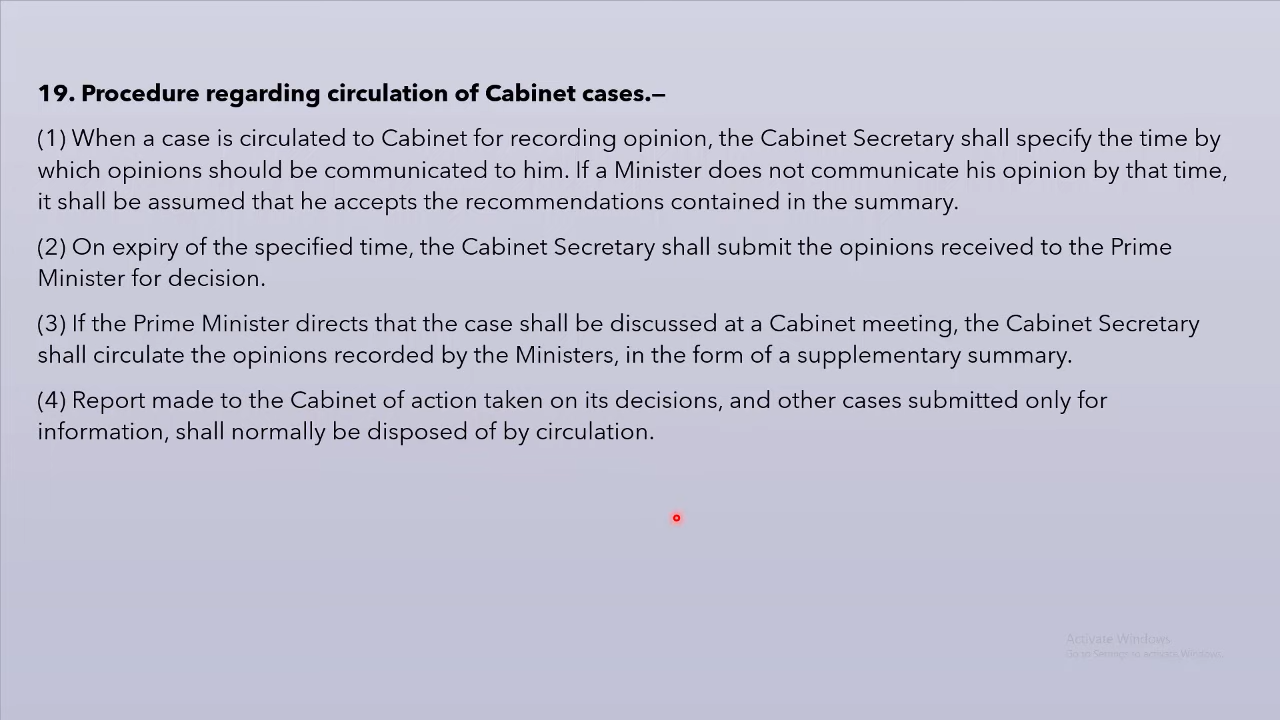 19. Procedure regarding circulation of Cabinet cases.—
(1) When a case is circulated to Cabinet for recording opinion, the Cabinet Secretary shall specify the time by
which opinions should be communicated to him. If a Minister does not communicate his opinion by that time,
it shall be assumed that he accepts the recommendations contained in the summary.
(2) On expiry of the specified time, the Cabinet Secretary shall submit the opinions received to the Prime
Minister for decision.
(3) If the Prime Minister directs that the case shall be discussed at a Cabinet meeting, the Cabinet Secretary
shall circulate the opinions recorded by the Ministers, in the form of a supplementary summary.
(4) Report made to the Cabinet of action taken on its decisions, and other cases submitted only for
information, shall normally be disposed of by circulation.
Activate Windows
Go to Settings to activate Windows.